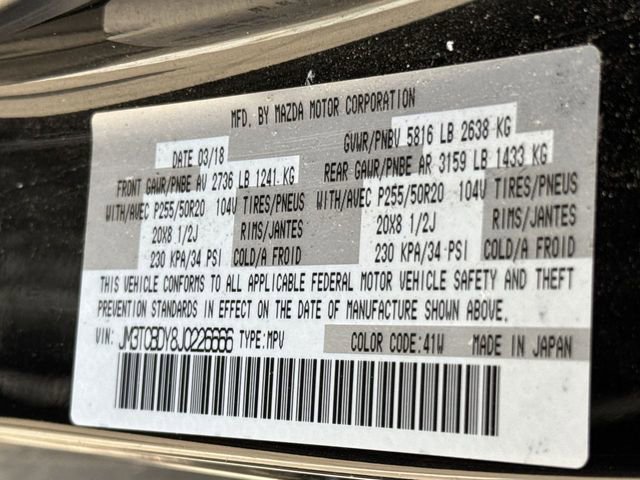 MFD. BY MAZDA MOTOR CORPORATION
DATE 03/18 GVWR/PNBV 5816 LB 2638 KG
FRONT GAWR/PNBE AV 2736 LB 1241 KG REAR GAWR/PNBE AR 3159 LB 1433 KG
WITH/AVEC P255/50R20 104V TIRES/PNEUS WITH/AVEC P255/50R20 104V TIRES/PNEUS
20X8 1/2J RIMS/JANTES 20X8 1/2J RIMS/JANTES
230 KPA/34 PSI COLD/A FROID 230 KPA/34 PSI COLD/A FROID
THIS VEHICLE CONFORMS TO ALL APPLICABLE FEDERAL MOTOR VEHICLE SAFETY AND THEFT
PREVENTION STANDARDS IN EFFECT ON THE DATE OF MANUFACTURE SHOWN ABOVE.
VIN: JM3TCBDY8J0226666 TYPE:MPV COLOR CODE:41W MADE IN JAPAN